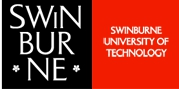 SWIN
BUR
* NE *
SWINBURNE
UNIVERSITY OF
TECHNOLOGY